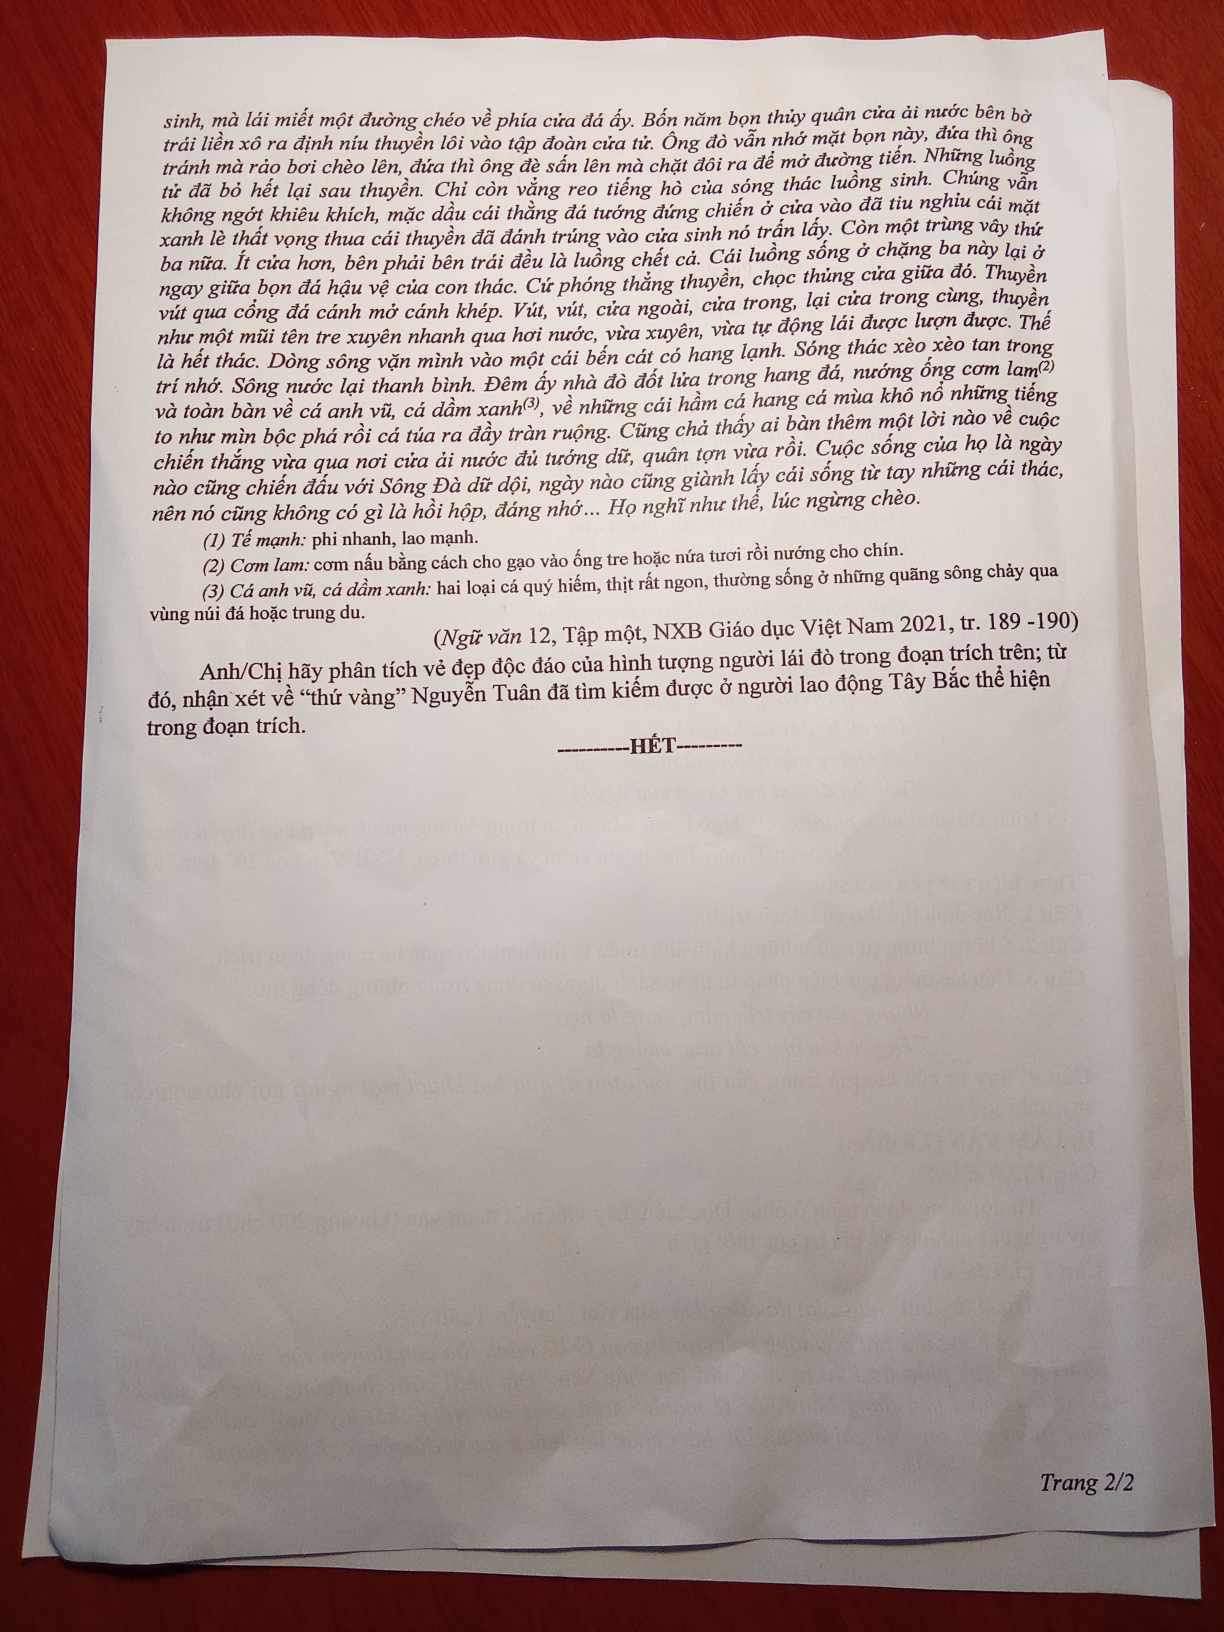 sinh, mà lái miết một đường chéo về phía cửa đá ấy. Bốn năm bọn thủy quân cửa ải nước bên bờ
trái liền xô ra định níu thuyền lôi vào tập đoàn cửa tử. Ông đò vẫn nhớ mặt bọn này, đứa thì ông
tránh mà rảo bơi chèo lên, đứa thì ông đè sấn lên mà chặt đôi ra để mở đường tiến. Những luồng
tử đã bỏ hết lại sau thuyền. Chỉ còn vẳng reo tiếng hò của sóng thác luồng sinh. Chúng vẫn
không ngớt khiêu khích, mặc dầu cái thằng đá tướng đứng chiến ở cửa vào đã tiu nghỉu cái mặt
xanh lè thất vọng thua cái thuyền đã đánh trúng vào cửa sinh nó trấn lấy. Còn một trùng vây thứ
ba nữa. Ít cửa hơn, bên phải bên trái đều là luồng chết cả. Cái luồng sống ở chặng ba này lại ở
ngay giữa bọn đá hậu vệ của con thác. Cứ phóng thẳng thuyền, chọc thủng cửa giữa đó. Thuyền
vút qua cổng đá cánh mở cánh khép. Vút, vút, cửa ngoài, cửa trong, lại cửa trong cùng, thuyền
như một mũi tên tre xuyên nhanh qua hơi nước, vừa xuyên, vừa tự động lái được lượn được. Thế
là hết thác. Dòng sông vặn mình vào một cái bến cát có hang lạnh. Sóng thác xèo xèo tan trong
trí nhớ. Sông nước lại thanh bình. Đêm ấy nhà đò đốt lửa trong hang đá, nướng ống cơm lam(2)
và toàn bàn về cá anh vũ, cá dầm xanh(3), về những cái hầm cá hang cá mùa khô nổ những tiếng
to như mìn bộc phá rồi cá túa ra đầy tràn ruộng. Cũng chả thấy ai bàn thêm một lời nào về cuộc
chiến thắng vừa qua nơi cửa ải nước đủ tướng dữ, quân tợn vừa rồi. Cuộc sống của họ là ngày
nào cũng chiến đấu với Sông Đà dữ dội, ngày nào cũng giành lấy cái sống từ tay những cái thác,
nên nó cũng không có gì là hồi hộp, đáng nhớ... Họ nghĩ như thế, lúc ngừng chèo.
(1) Tế mạnh: phi nhanh, lao mạnh.
(2) Cơm lam: cơm nấu bằng cách cho gạo vào ống tre hoặc nứa tươi rồi nướng cho chín.
(3) Cá anh vũ, cá dầm xanh: hai loại cá quý hiếm, thịt rất ngon, thường sống ở những quãng sông chảy qua
vùng núi đá hoặc trung du.
(Ngữ văn 12, Tập một, NXB Giáo dục Việt Nam 2021, tr. 189 -190)
Anh/Chị hãy phân tích vẻ đẹp độc đáo của hình tượng người lái đò trong đoạn trích trên; từ
đó, nhận xét về “thứ vàng” Nguyễn Tuân đã tìm kiếm được ở người lao động Tây Bắc thể hiện
trong đoạn trích.
----------HẾT---------
Trang 2/2